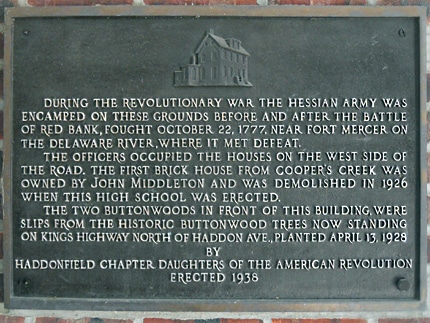 DURING THE REVOLUTIONARY WAR THE HESSIAN ARMY WAS
ENCAMPED ON THESE GROUNDS BEFORE AND AFTER THE BATTLE
OF RED BANK, FOUGHT OCTOBER 22, 1777, NEAR FORT MERCER ON
THE DELAWARE RIVER, WHERE IT MET DEFEAT.
THE OFFICERS OCCUPIED THE HOUSES ON THE WEST SIDE OF
THE ROAD. THE FIRST BRICK HOUSE FROM COOPER'S CREEK WAS
OWNED BY JOHN MIDDLETON AND WAS DEMOLISHED IN 1926
WHEN THIS HIGH SCHOOL WAS ERECTED.
THE TWO BUTTONWOODS IN FRONT OF THIS BUILDING, WERE
SLIPS FROM THE HISTORIC BUTTONWOOD TREES NOW STANDING
ON KINGS HIGHWAY NORTH OF HADDON AVE., PLANTED APRIL 13, 1928
BY
HADDONFIELD CHAPTER DAUGHTERS OF THE AMERICAN REVOLUTION
ERECTED 1938